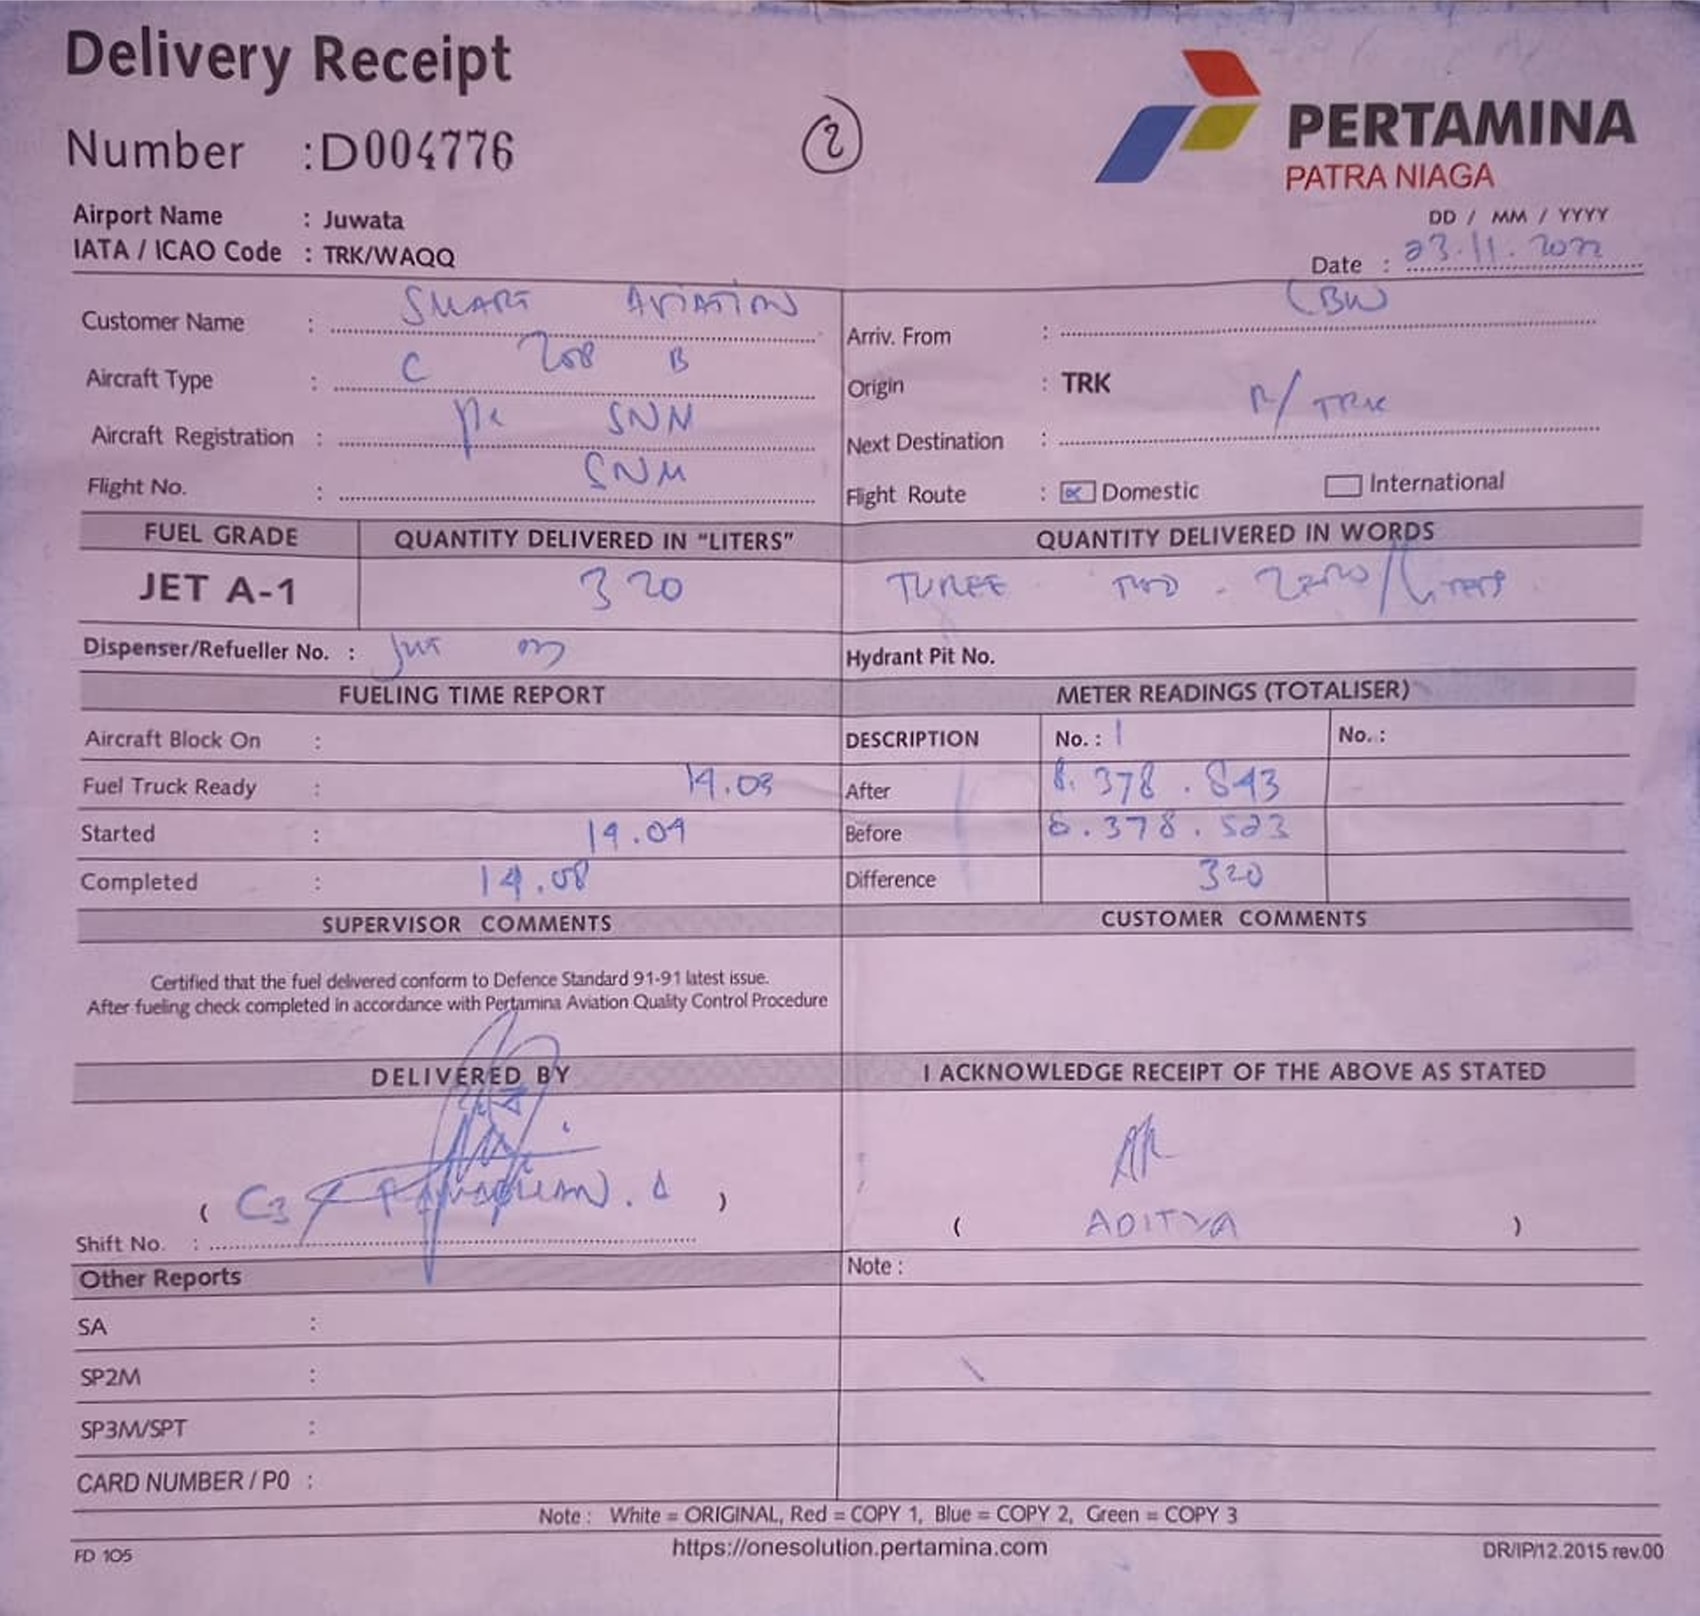 Delivery Receipt
Number : D004776
2
PERTAMINA
PATRA NIAGA
Airport Name : Juwata
IATA / ICAO Code : TRK/WAQQ
DD / MM / YYYY
Date : 23.11.2022
Customer Name : SMART AVIATION
Aircraft Type : C 208 B
Aircraft Registration : PK SNN
Flight No. : SNM
Arriv. From : LBW
Origin : TRK
Next Destination : R/TRK
Flight Route : Domestic International
FUEL GRADE QUANTITY DELIVERED IN "LITERS" QUANTITY DELIVERED IN WORDS
JET A-1 320 THREE TWO - ZERO / Liters
Dispenser/Refueller No. : Hydrant Pit No.
FUELING TIME REPORT METER READINGS (TOTALISER)
Aircraft Block On : DESCRIPTION No. : 1 No. :
Fuel Truck Ready : 14.03 After 8.378.843
Started : 14.04 Before 8.378.523
Completed : 14.08 Difference 320
SUPERVISOR COMMENTS CUSTOMER COMMENTS
Certified that the fuel delivered conform to Defence Standard 91-91 latest issue.
After fueling check completed in accordance with Pertamina Aviation Quality Control Procedure
DELIVERED BY I ACKNOWLEDGE RECEIPT OF THE ABOVE AS STATED
( )
Shift No. :
( ADITYA )
Other Reports Note :
SA :
SP2M :
SP3M/SPT :
CARD NUMBER / P0 :
Note : White = ORIGINAL, Red = COPY 1, Blue = COPY 2, Green = COPY 3
FD 105 https://onesolution.pertamina.com DR/IP/12.2015 rev.00